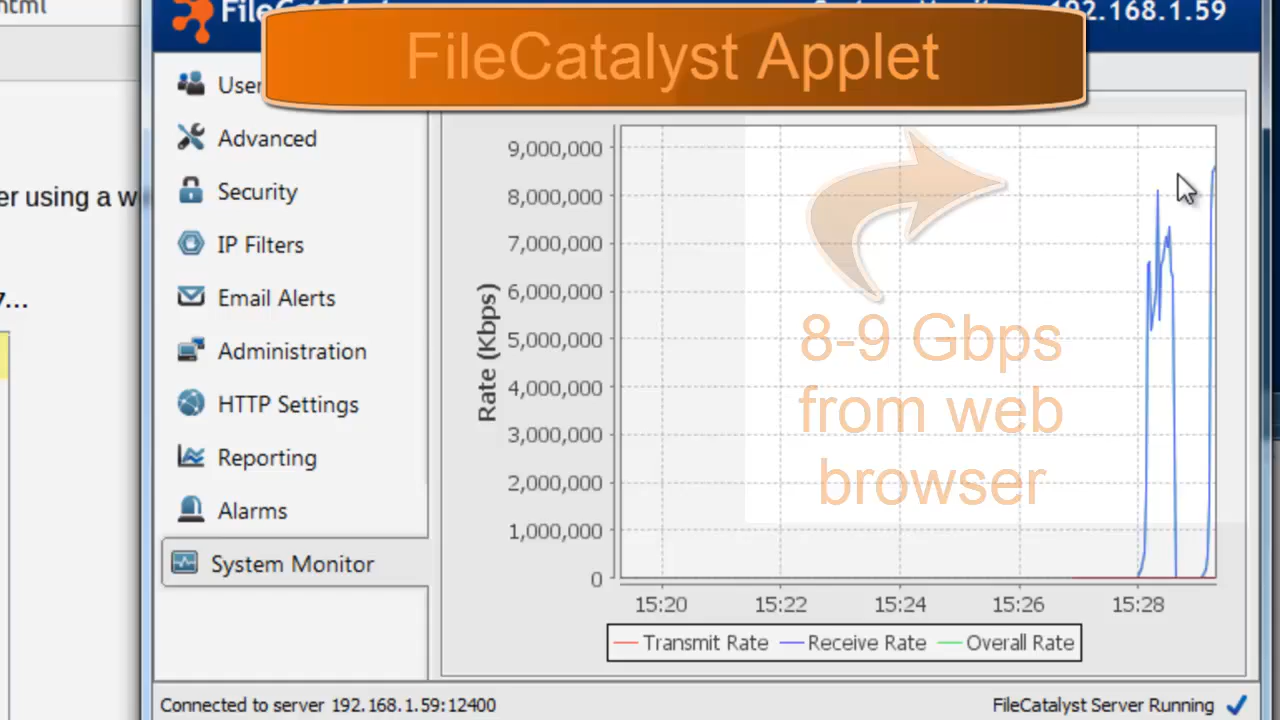 html
FileCatalyst Applet
192.168.1.59
User
Advanced
er using a w
Security
IP Filters
Email Alerts
Administration
HTTP Settings
Reporting
Alarms
System Monitor
Rate (Kbps)
9,000,000
8,000,000
7,000,000
6,000,000
5,000,000
4,000,000
3,000,000
2,000,000
1,000,000
0
8-9 Gbps
from web
browser
15:20 15:22 15:24 15:26 15:28
Transmit Rate Receive Rate Overall Rate
Connected to server 192.168.1.59:12400
FileCatalyst Server Running